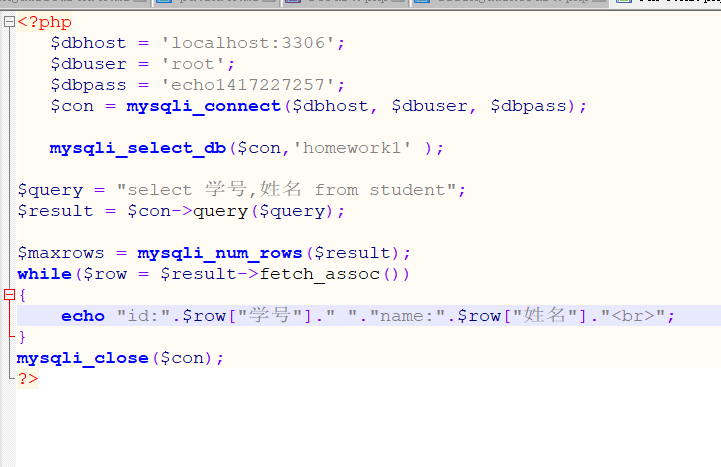 <?php
$dbhost = 'localhost:3306';
$dbuser = 'root';
$dbpass = 'echo1417227257';
$con = mysqli_connect($dbhost, $dbuser, $dbpass);
mysqli_select_db($con,'homework1' );
$query = "select 学号,姓名 from student";
$result = $con->query($query);
$maxrows = mysqli_num_rows($result);
while($row = $result->fetch_assoc())
{
echo "id:".$row["学号"]." "."name:".$row["姓名"]."<br>";
}
mysqli_close($con);
?>